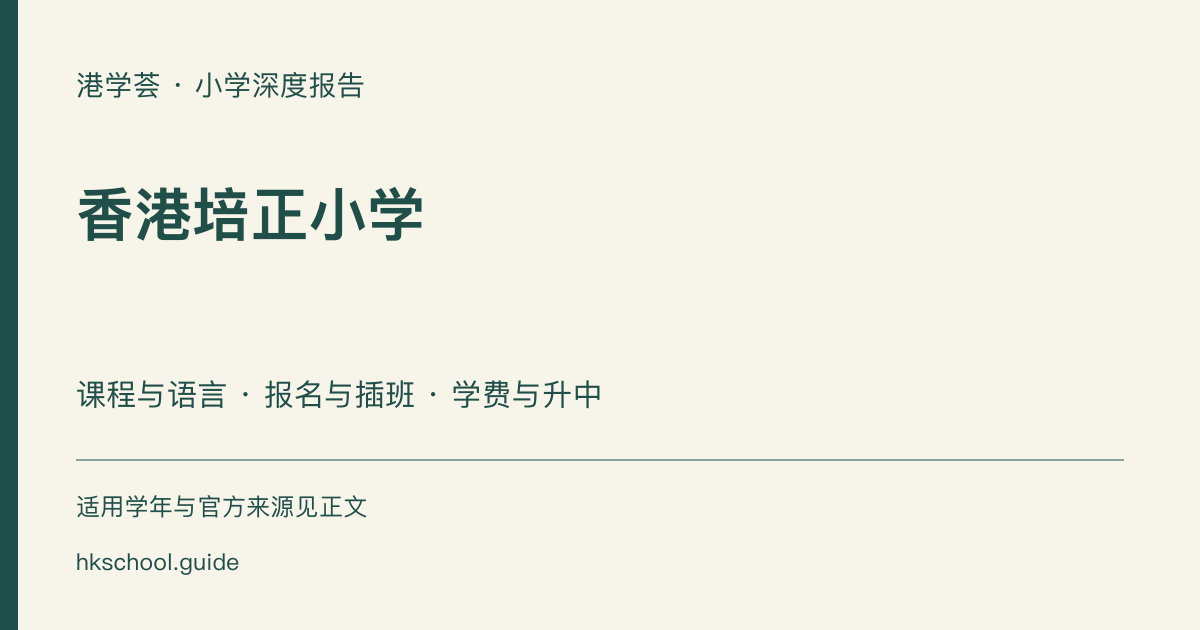 港学荟 · 小学深度报告
香港培正小学
课程与语言 · 报名与插班 · 学费与升中
适用学年与官方来源见正文
hkschool.guide